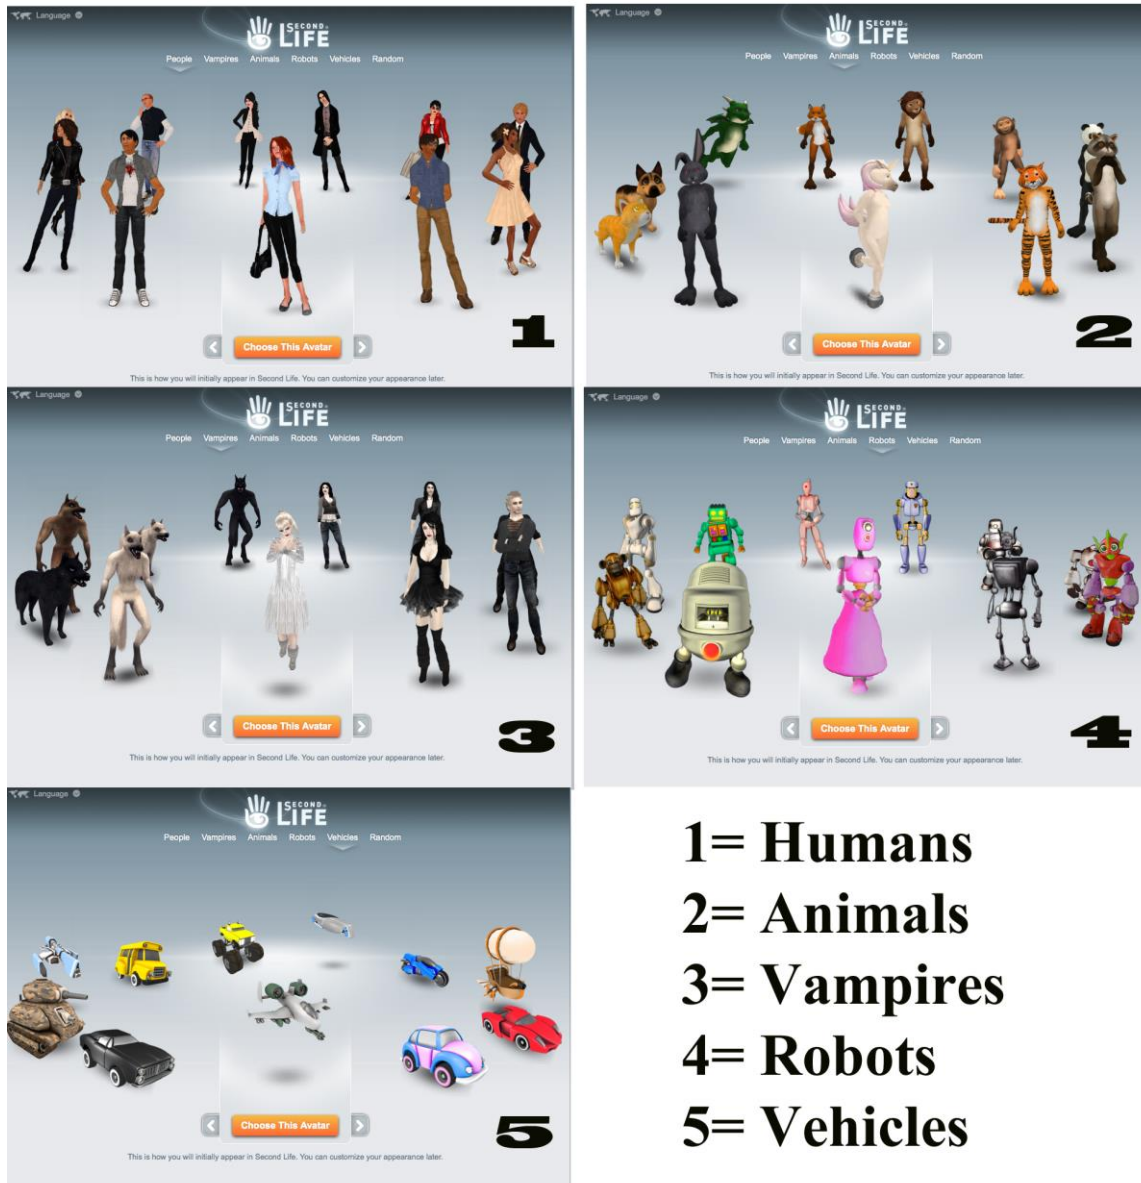 Language
SECOND
LIFE
People Vampires Animals Robots Vehicles Random
Choose This Avatar
1
This is how you will initially appear in Second Life. You can customize your appearance later.
Language
SECOND
LIFE
People Vampires Animals Robots Vehicles Random
Choose This Avatar
2
This is how you will initially appear in Second Life. You can customize your appearance later.
Language
SECOND
LIFE
People Vampires Animals Robots Vehicles Random
Choose This Avatar
3
This is how you will initially appear in Second Life. You can customize your appearance later.
Language
SECOND
LIFE
People Vampires Animals Robots Vehicles Random
Choose This Avatar
4
This is how you will initially appear in Second Life. You can customize your appearance later.
Language
SECOND
LIFE
People Vampires Animals Robots Vehicles Random
Choose This Avatar
5
This is how you will initially appear in Second Life. You can customize your appearance later.
1= Humans
2= Animals
3= Vampires
4= Robots
5= Vehicles